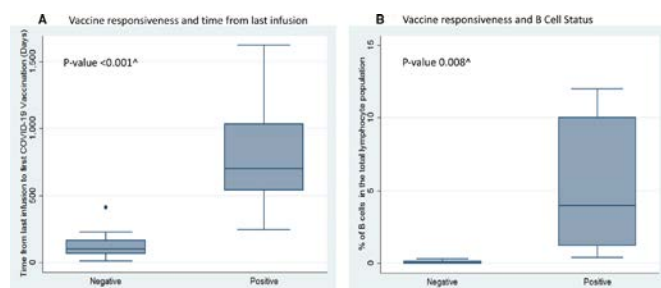 A Vaccine responsiveness and time from last infusion
P-value <0.001^
Time from last infusion to first COVID-19 Vaccination (Days)
1,500
1,000
500
0
Negative Positive
B Vaccine responsiveness and B Cell Status
P-value 0.008^
% of B cells in the total lymphocyte population
15
10
5
0
Negative Positive